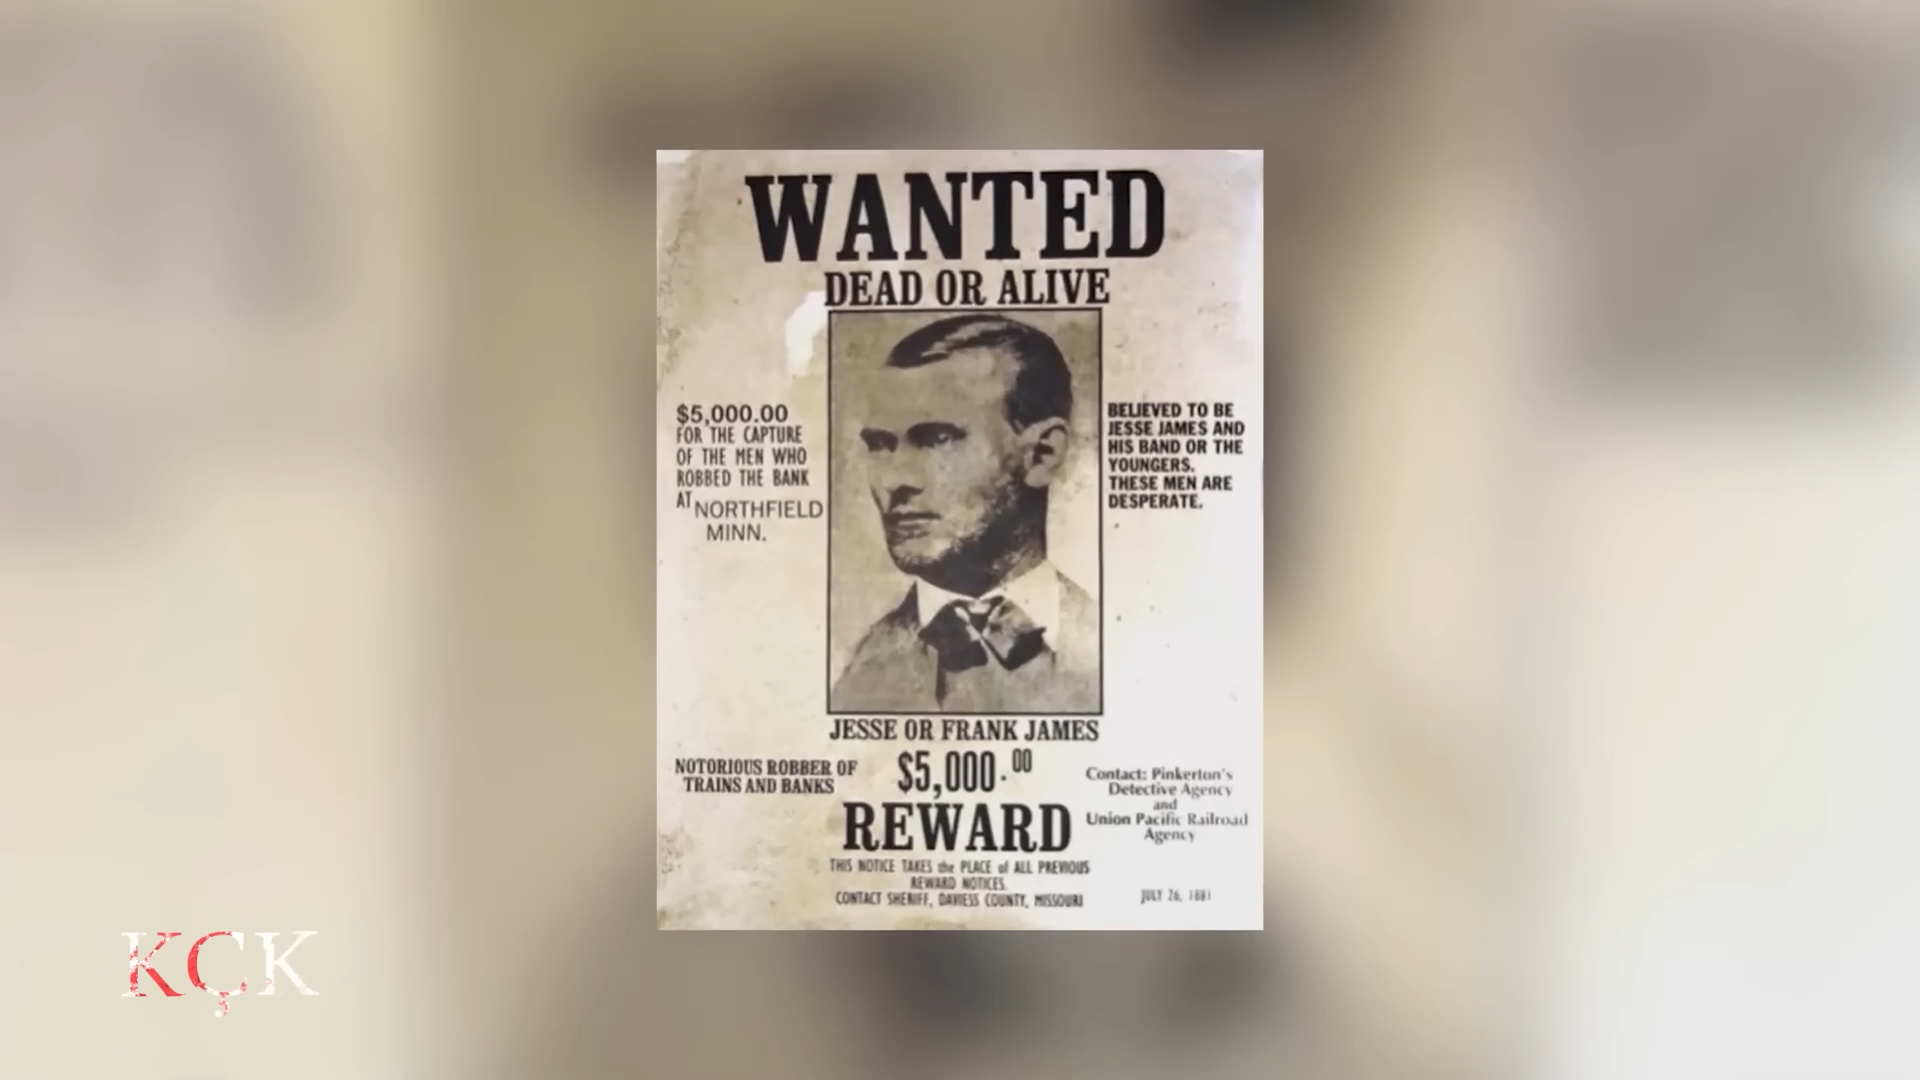 WANTED
DEAD OR ALIVE
$5,000.00
FOR THE CAPTURE
OF THE MEN WHO
ROBBED THE BANK
AT NORTHFIELD
MINN.
BELIEVED TO BE
JESSE JAMES AND
HIS BAND OR THE
YOUNGERS.
THESE MEN ARE
DESPERATE.
JESSE OR FRANK JAMES
NOTORIOUS ROBBER OF
TRAINS AND BANKS
$5,000.00
REWARD
Contact: Pinkerton's
Detective Agency
and
Union Pacific Railroad
Agency
THIS NOTICE TAKES the PLACE of ALL PREVIOUS
REWARD NOTICES.
CONTACT SHERIFF, DAVIESS COUNTY, MISSOURI
JULY 26, 1881
KÇK